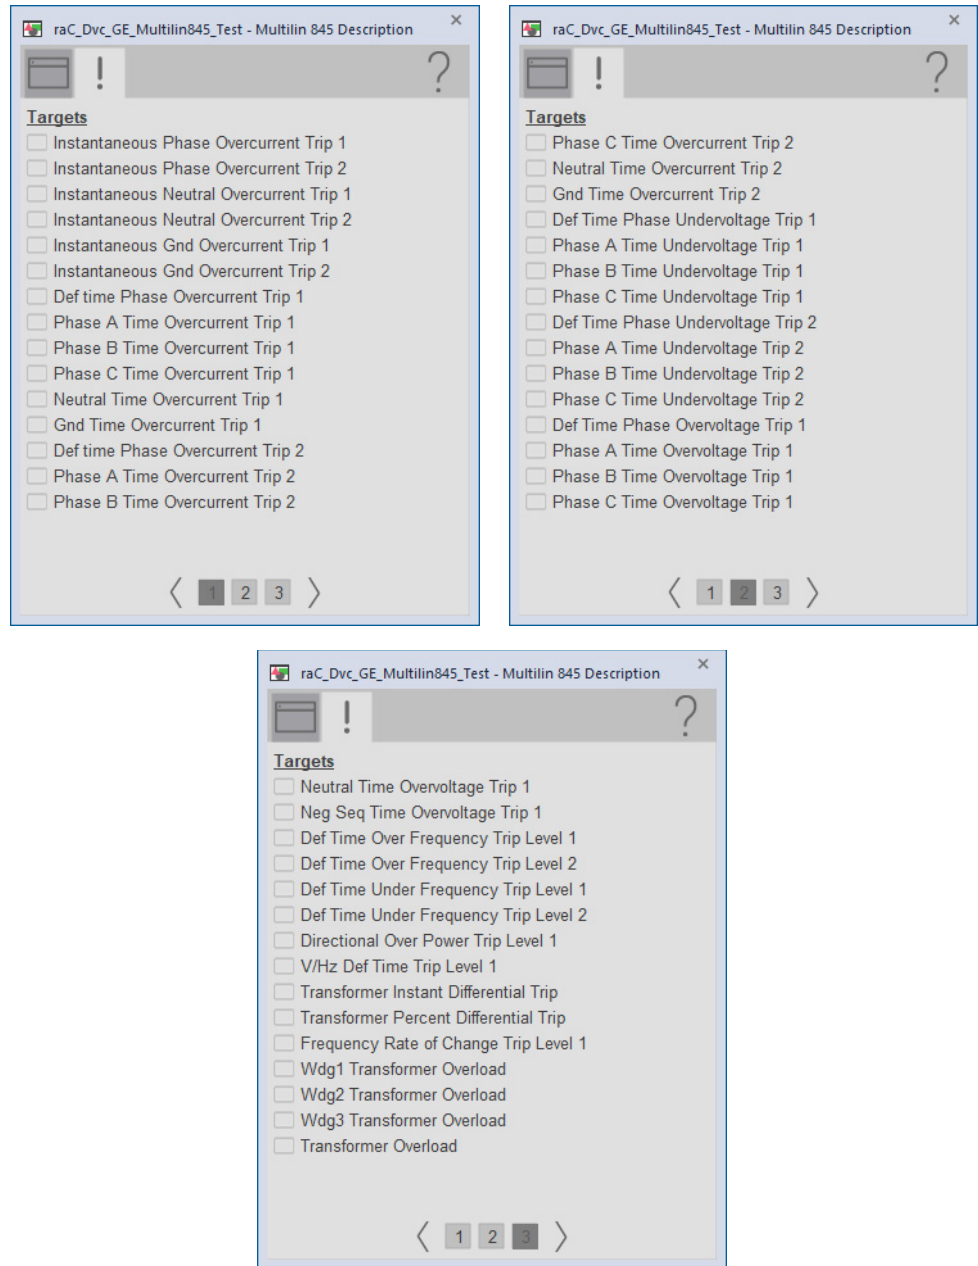 raC_Dvc_GE_Multilin845_Test - Multilin 845 Description
!
?
Targets
Instantaneous Phase Overcurrent Trip 1
Instantaneous Phase Overcurrent Trip 2
Instantaneous Neutral Overcurrent Trip 1
Instantaneous Neutral Overcurrent Trip 2
Instantaneous Gnd Overcurrent Trip 1
Instantaneous Gnd Overcurrent Trip 2
Def time Phase Overcurrent Trip 1
Phase A Time Overcurrent Trip 1
Phase B Time Overcurrent Trip 1
Phase C Time Overcurrent Trip 1
Neutral Time Overcurrent Trip 1
Gnd Time Overcurrent Trip 1
Def time Phase Overcurrent Trip 2
Phase A Time Overcurrent Trip 2
Phase B Time Overcurrent Trip 2
1 2 3
raC_Dvc_GE_Multilin845_Test - Multilin 845 Description
!
?
Targets
Phase C Time Overcurrent Trip 2
Neutral Time Overcurrent Trip 2
Gnd Time Overcurrent Trip 2
Def Time Phase Undervoltage Trip 1
Phase A Time Undervoltage Trip 1
Phase B Time Undervoltage Trip 1
Phase C Time Undervoltage Trip 1
Def Time Phase Undervoltage Trip 2
Phase A Time Undervoltage Trip 2
Phase B Time Undervoltage Trip 2
Phase C Time Undervoltage Trip 2
Def Time Phase Overvoltage Trip 1
Phase A Time Overvoltage Trip 1
Phase B Time Overvoltage Trip 1
Phase C Time Overvoltage Trip 1
1 2 3
raC_Dvc_GE_Multilin845_Test - Multilin 845 Description
!
?
Targets
Neutral Time Overvoltage Trip 1
Neg Seq Time Overvoltage Trip 1
Def Time Over Frequency Trip Level 1
Def Time Over Frequency Trip Level 2
Def Time Under Frequency Trip Level 1
Def Time Under Frequency Trip Level 2
Directional Over Power Trip Level 1
V/Hz Def Time Trip Level 1
Transformer Instant Differential Trip
Transformer Percent Differential Trip
Frequency Rate of Change Trip Level 1
Wdg1 Transformer Overload
Wdg2 Transformer Overload
Wdg3 Transformer Overload
Transformer Overload
1 2 3